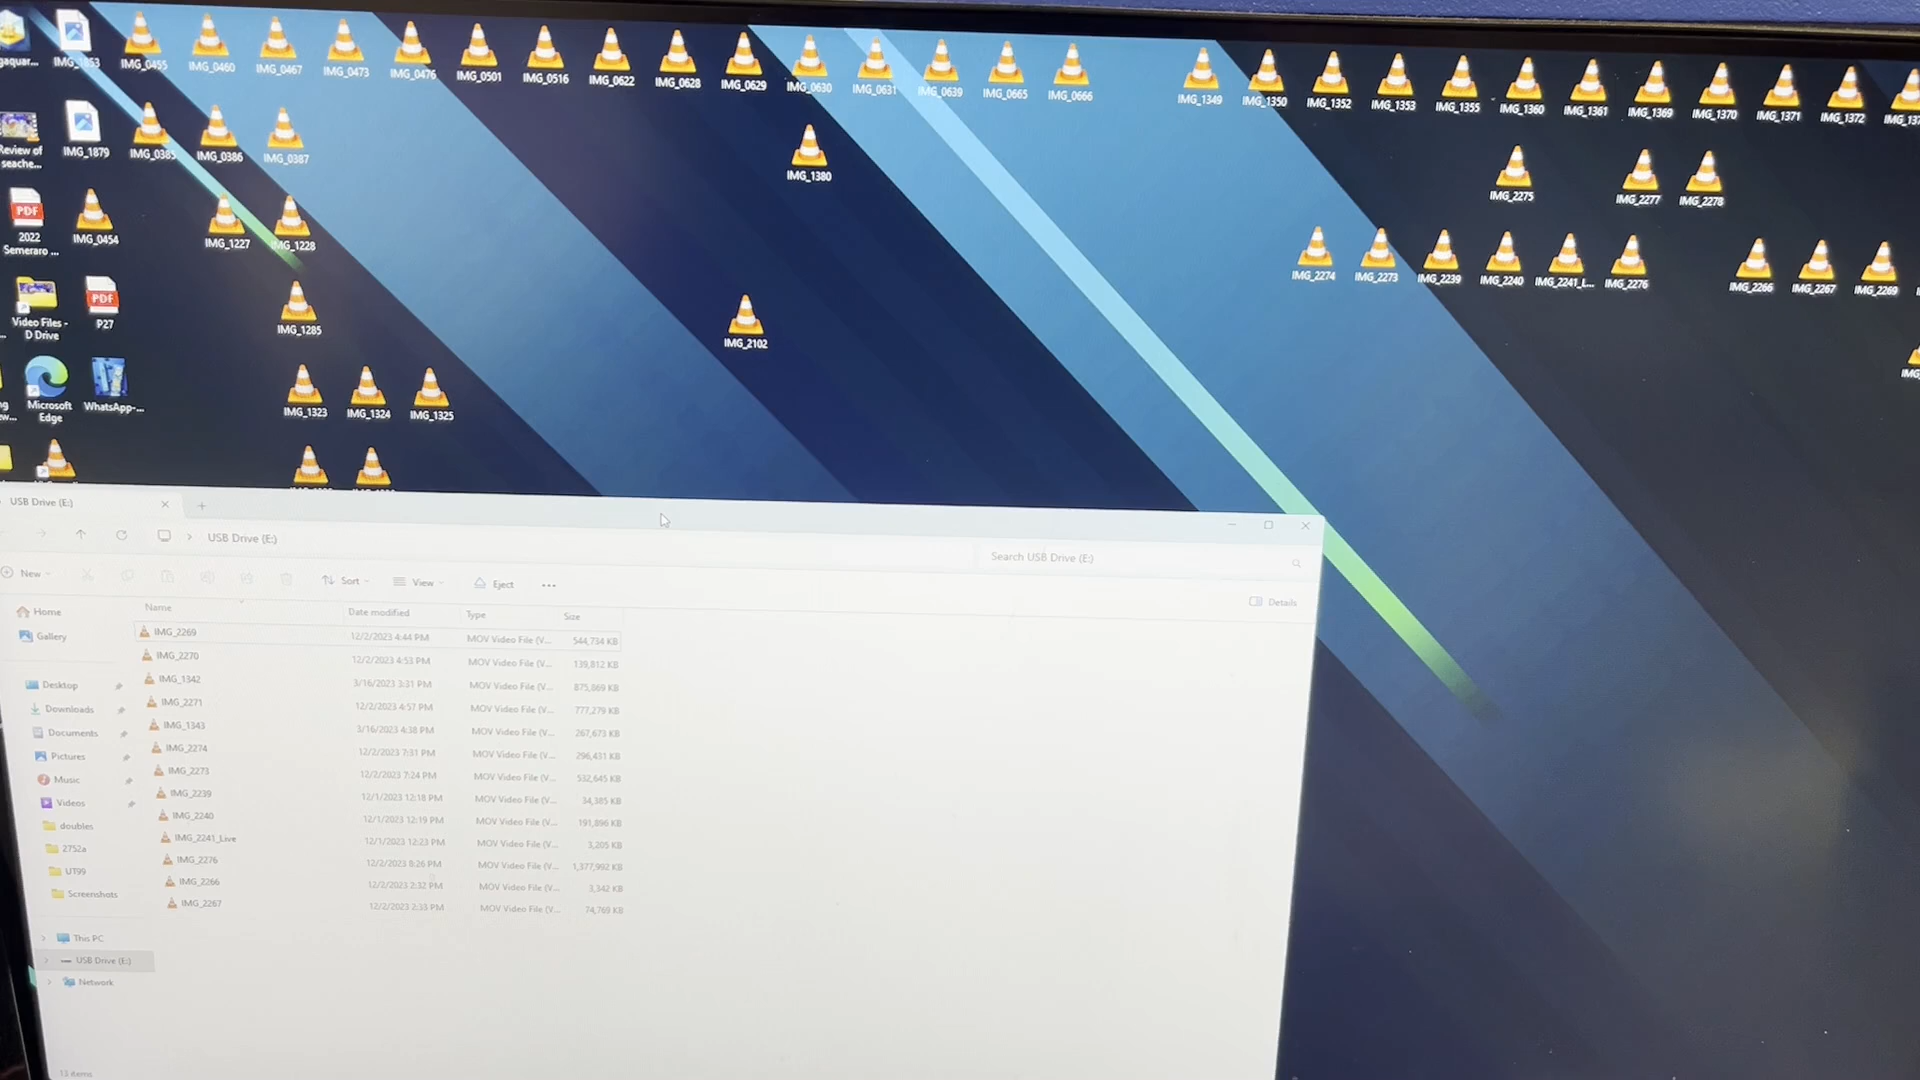 IMG_1853
IMG_0455
IMG_0460
IMG_0467
IMG_0473
IMG_0476
IMG_0501
IMG_0516
IMG_0622
IMG_0628
IMG_0629
IMG_0630
IMG_0631
IMG_0639
IMG_0665
IMG_0666
IMG_1349
IMG_1350
IMG_1352
IMG_1353
IMG_1355
IMG_1360
IMG_1361
IMG_1369
IMG_1370
IMG_1371
IMG_1372
Review of
seache...
IMG_1879
IMG_0385
IMG_0386
IMG_0387
IMG_1380
IMG_2275
IMG_2277
IMG_2278
PDF
2022
Semeraro ...
IMG_0454
IMG_1227
IMG_1228
IMG_2274
IMG_2273
IMG_2239
IMG_2240
IMG_2241_L...
IMG_2276
IMG_2266
IMG_2267
IMG_2269
Video Files -
D Drive
PDF
P27
IMG_1285
IMG_2102
Microsoft
Edge
WhatsApp-...
IMG_1323
IMG_1324
IMG_1325
USB Drive (E:)
USB Drive (E:)
Search USB Drive (E:)
New
Sort
View
Eject
...
Details
Home
Gallery
Desktop
Downloads
Documents
Pictures
Music
Videos
doubles
2752a
UT99
Screenshots
This PC
USB Drive (E:)
Network
Name Date modified Type Size
IMG_2269 12/2/2023 4:44 PM MOV Video File (V... 544,734 KB
IMG_2270 12/2/2023 4:53 PM MOV Video File (V... 139,812 KB
IMG_1342 3/16/2023 3:31 PM MOV Video File (V... 875,869 KB
IMG_2271 12/2/2023 4:57 PM MOV Video File (V... 777,279 KB
IMG_1343 3/16/2023 4:38 PM MOV Video File (V... 267,673 KB
IMG_2274 12/2/2023 7:31 PM MOV Video File (V... 296,431 KB
IMG_2273 12/2/2023 7:24 PM MOV Video File (V... 532,645 KB
IMG_2239 12/1/2023 12:18 PM MOV Video File (V... 34,385 KB
IMG_2240 12/1/2023 12:19 PM MOV Video File (V... 191,896 KB
IMG_2241_Live 12/1/2023 12:23 PM MOV Video File (V... 3,205 KB
IMG_2276 12/2/2023 8:26 PM MOV Video File (V... 1,377,992 KB
IMG_2266 12/2/2023 2:32 PM MOV Video File (V... 3,342 KB
IMG_2267 12/2/2023 2:33 PM MOV Video File (V... 74,769 KB
13 items